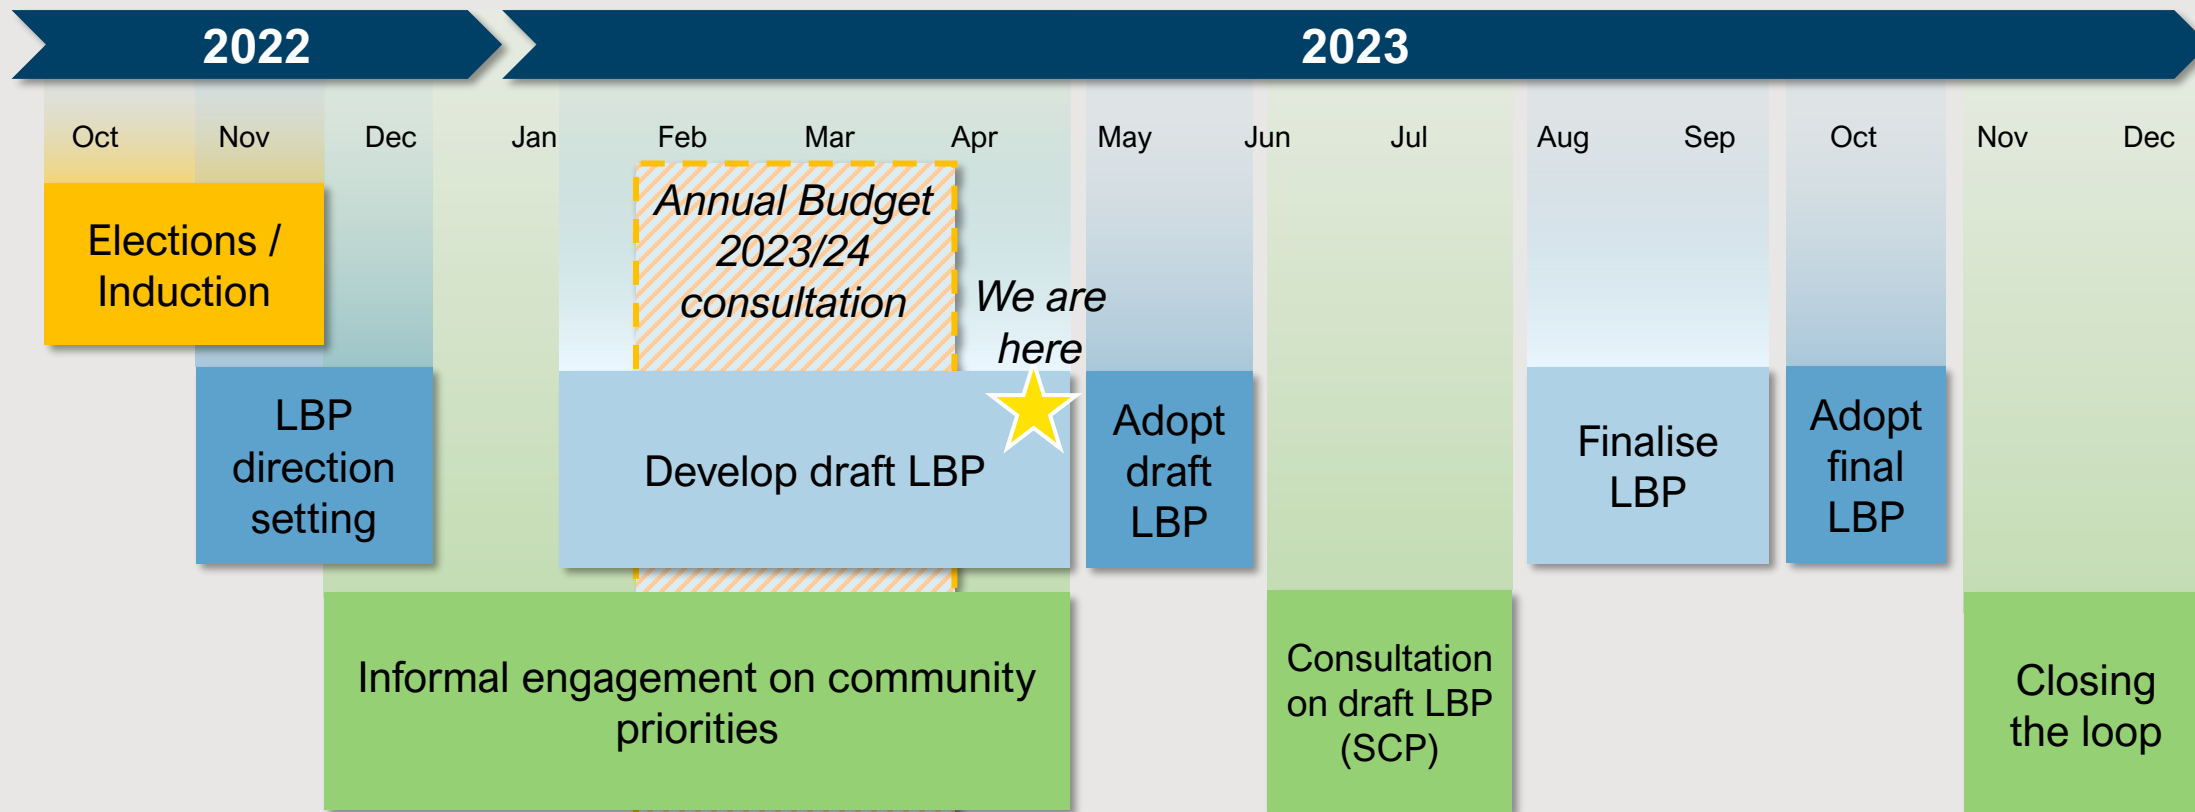 2022
2023
Oct
Nov
Dec
Jan
Feb
Mar
Apr
May
Jun
Jul
Aug
Sep
Oct
Nov
Dec
Elections /
Induction
Annual Budget
2023/24
consultation
We are
here
LBP
direction
setting
Develop draft LBP
Adopt
draft
LBP
Finalise
LBP
Adopt
final
LBP
Informal engagement on community
priorities
Consultation
on draft LBP
(SCP)
Closing
the loop